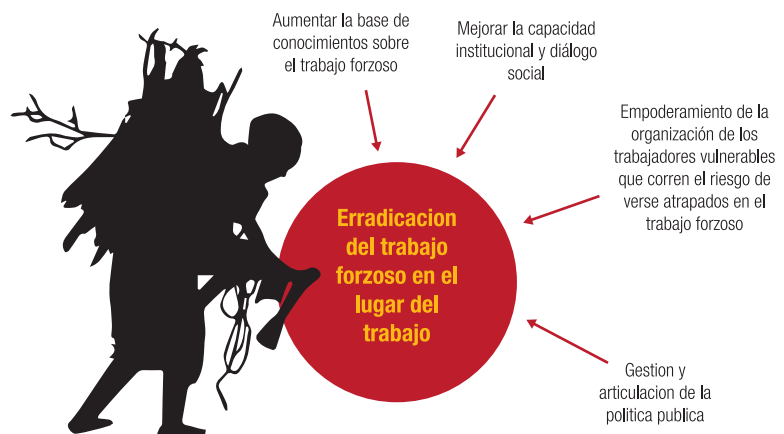 Aumentar la base de
conocimientos sobre
el trabajo forzoso
Mejorar la capacidad
institucional y diálogo
social
Empoderamiento de la
organización de los
trabajadores vulnerables
que corren el riesgo de
verse atrapados en el
trabajo forzoso
Erradicacion
del trabajo
forzoso en el
lugar del
trabajo
Gestion y
articulacion de la
politica publica